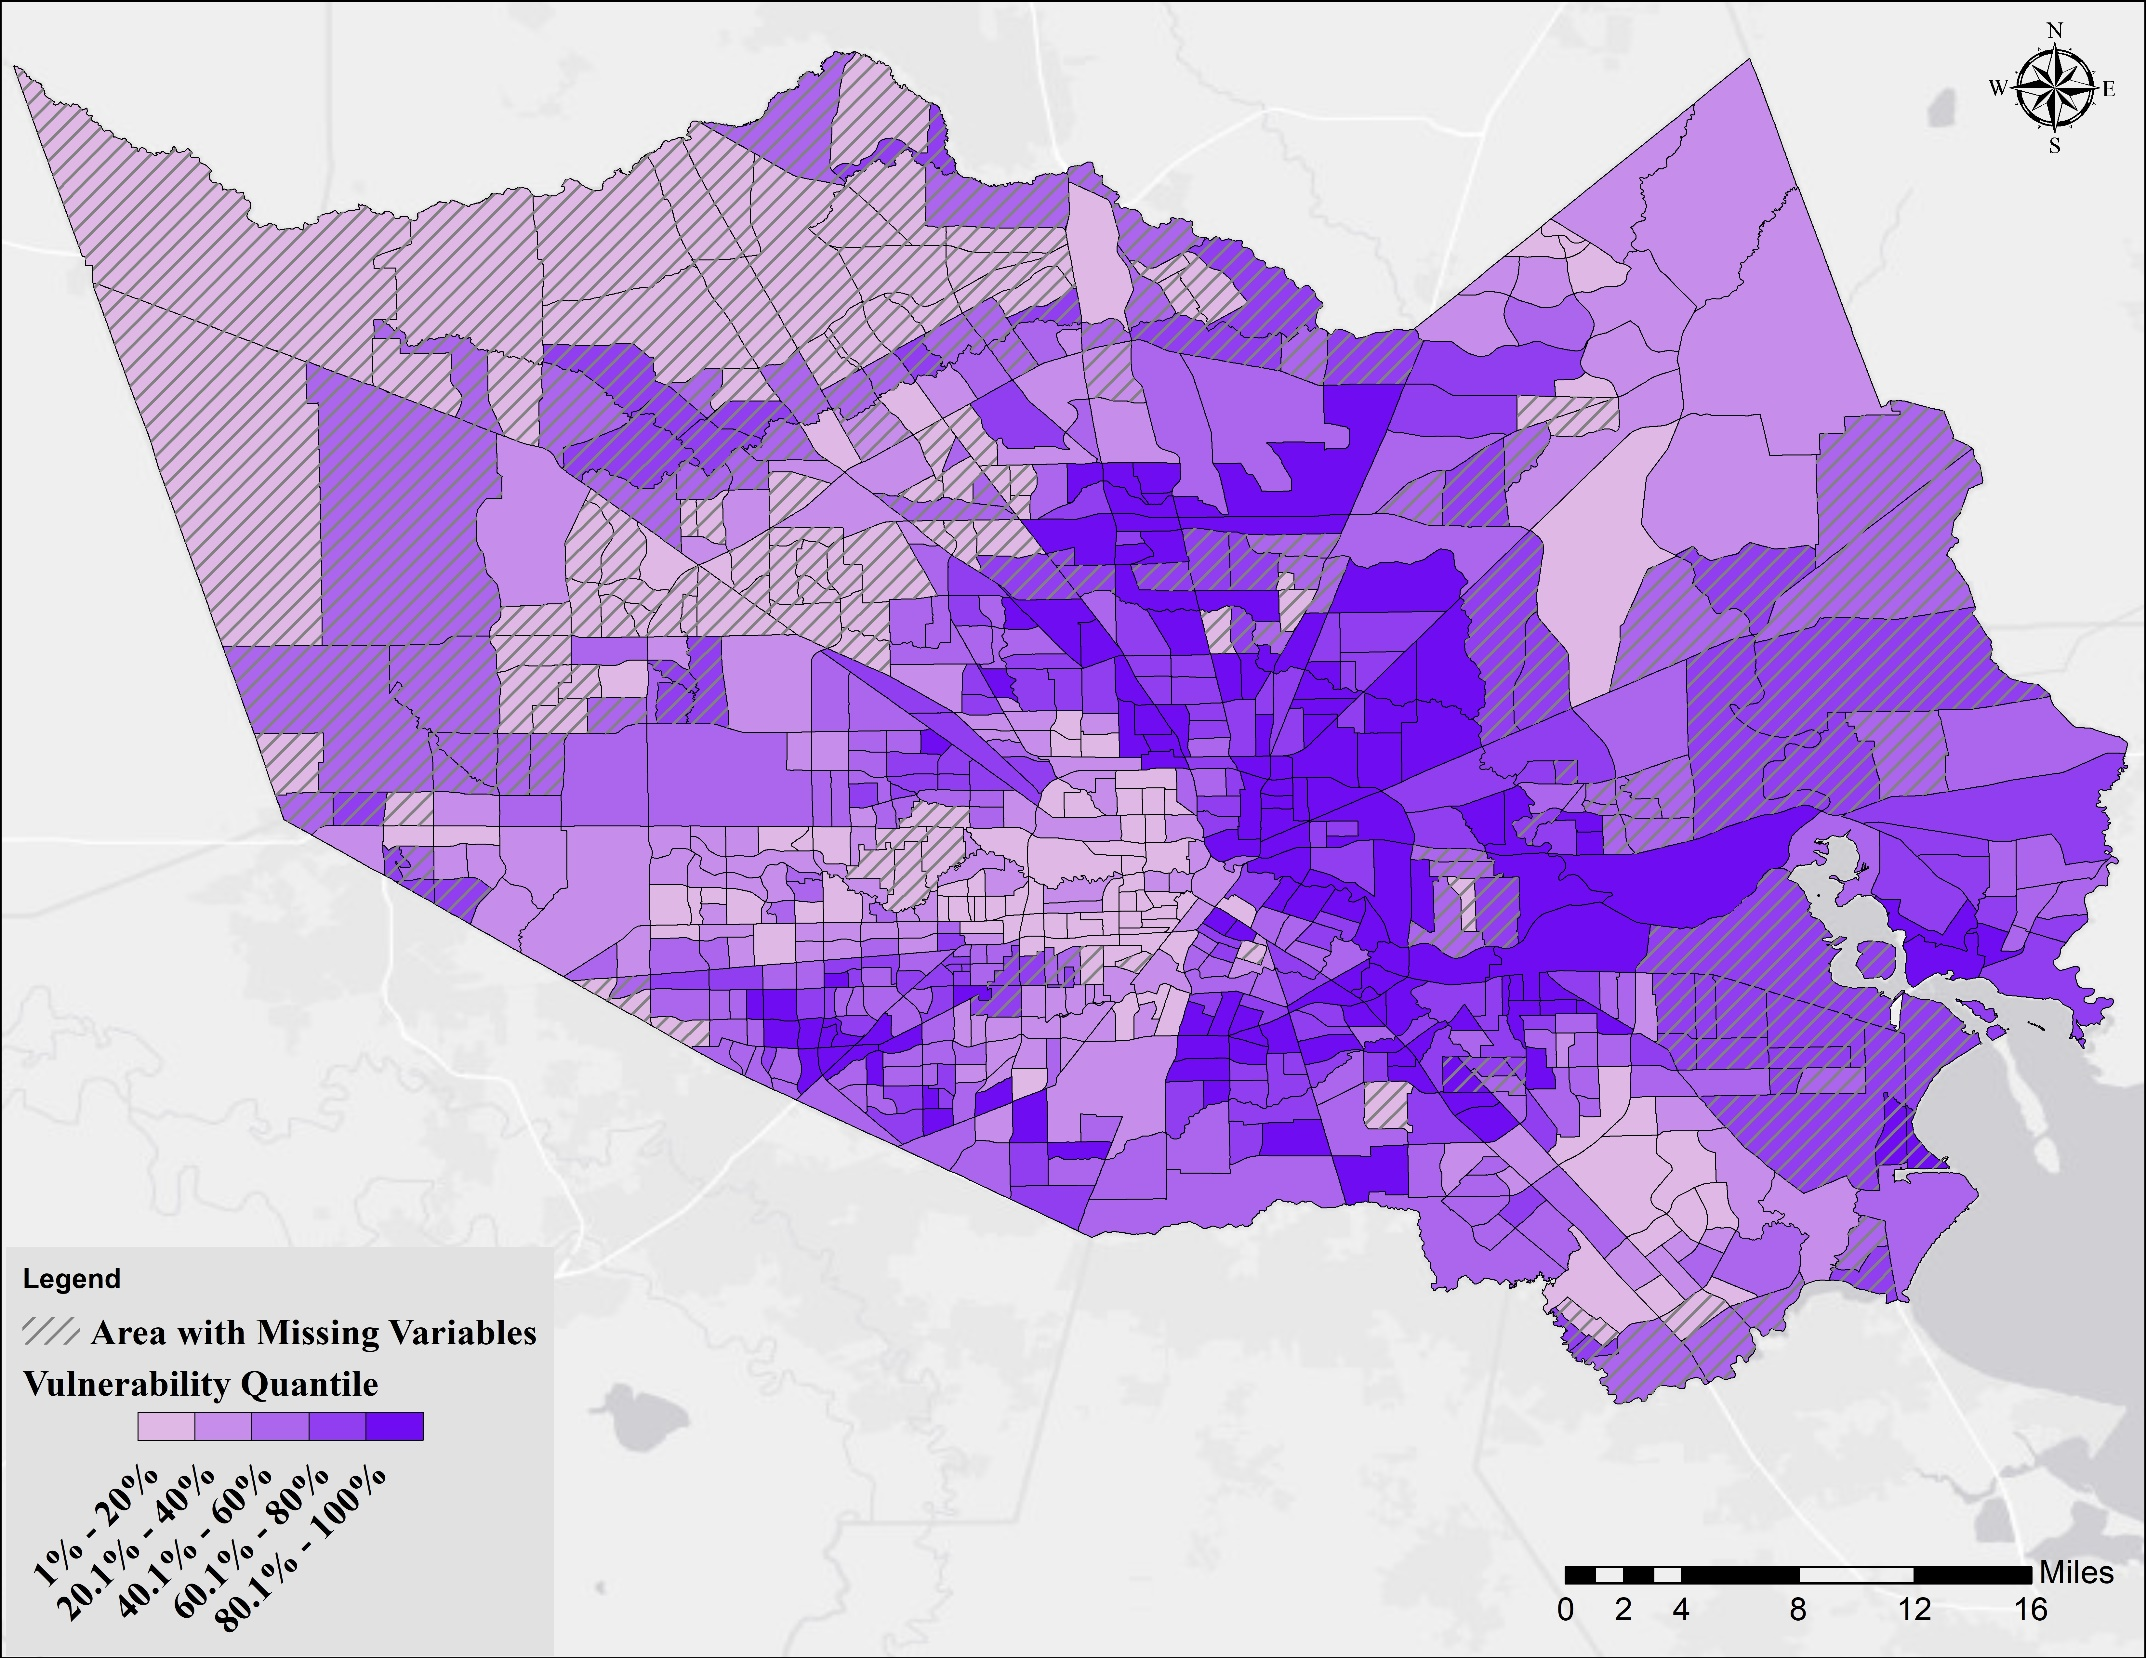 N
W
E
S
Legend
Area with Missing Variables
Vulnerability Quantile
1% - 20%
20.1% - 40%
40.1% - 60%
60.1% - 80%
80.1% - 100%
Miles
0 2 4 8 12 16